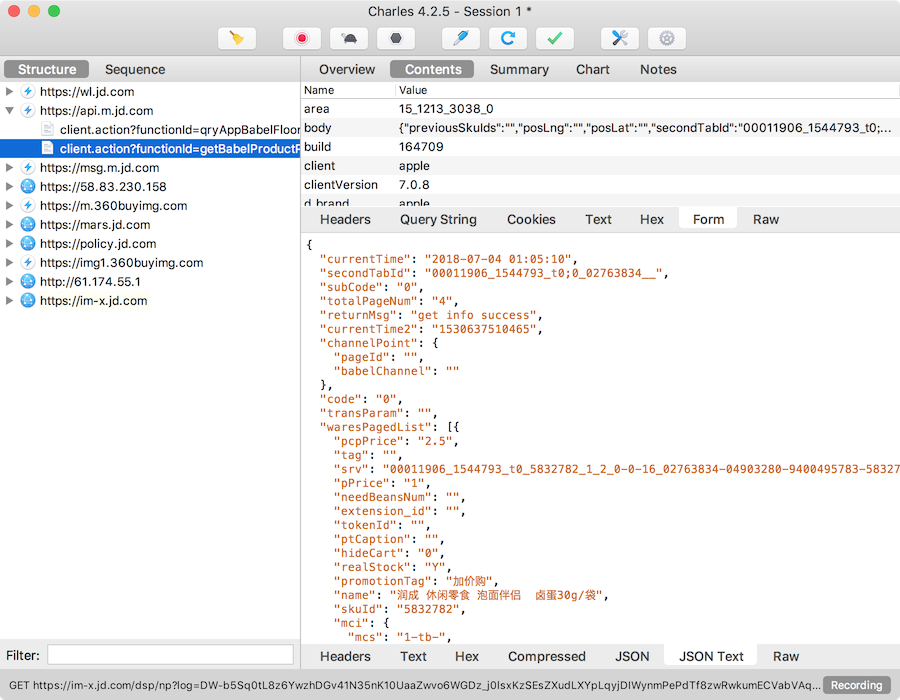 Charles 4.2.5 - Session 1 *
Structure Sequence
https://wl.jd.com
https://api.m.jd.com
client.action?functionId=qryAppBabelFloor
client.action?functionId=getBabelProductP
https://msg.m.jd.com
https://58.83.230.158
https://m.360buyimg.com
https://mars.jd.com
https://policy.jd.com
https://img1.360buyimg.com
http://61.174.55.1
https://im-x.jd.com
Filter:
Overview Contents Summary Chart Notes
Name Value
area 15_1213_3038_0
body {"previousSkuIds":"","posLng":"","posLat":"","secondTabId":"00011906_1544793_t0;...
build 164709
client apple
clientVersion 7.0.8
d_brand apple
Headers Query String Cookies Text Hex Form Raw
{
"currentTime": "2018-07-04 01:05:10",
"secondTabId": "00011906_1544793_t0;0_02763834__",
"subCode": "0",
"totalPageNum": "4",
"returnMsg": "get info success",
"currentTime2": "1530637510465",
"channelPoint": {
"pageId": "",
"babelChannel": ""
},
"code": "0",
"transParam": "",
"waresPagedList": [{
"pcpPrice": "2.5",
"tag": "",
"srv": "00011906_1544793_t0_5832782_1_2_0-0-16_02763834-04903280-9400495783-58327
"pPrice": "1",
"needBeansNum": "",
"extension_id": "",
"tokenId": "",
"ptCaption": "",
"hideCart": "0",
"realStock": "Y",
"promotionTag": "加价购",
"name": "润成 休闲零食 泡面伴侣 卤蛋30g/袋",
"skuId": "5832782",
"mci": {
"mcs": "1-tb-",
Headers Text Hex Compressed JSON JSON Text Raw
GET https://im-x.jd.com/dsp/np?log=DW-b5Sq0tL8z6YwzhDGv41N35nK10UaaZwvo6WGDz_j0IsxKzSEsZXudLXYpLqyjDIWynmPePdTf8zwRwkumECVabVAq... Recording